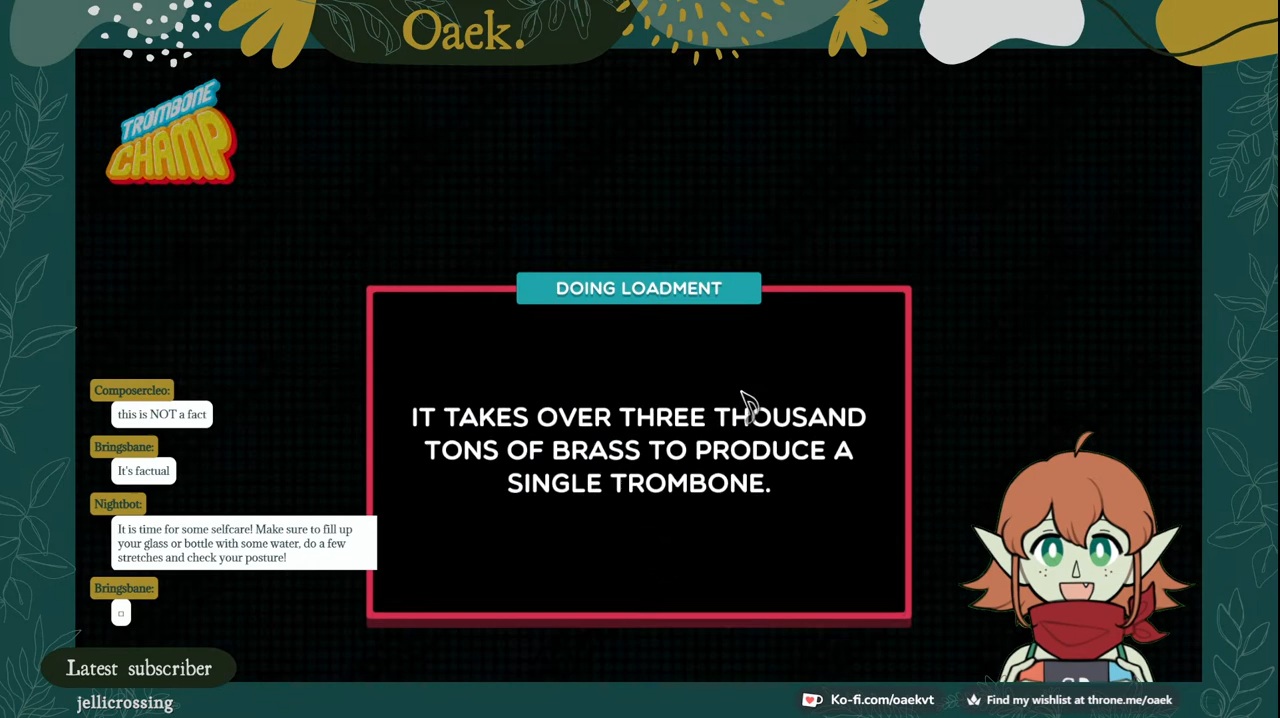 Oaek.
TROMBONE
CHAMP
DOING LOADMENT
IT TAKES OVER THREE THOUSAND
TONS OF BRASS TO PRODUCE A
SINGLE TROMBONE.
Composercleo:
this is NOT a fact
Bringsbane:
It's factual
Nightbot:
It is time for some selfcare! Make sure to fill up
your glass or bottle with some water, do a few
stretches and check your posture!
Bringsbane:
Latest subscriber
jellicrossing
Ko-fi.com/oaekvt
Find my wishlist at throne.me/oaek